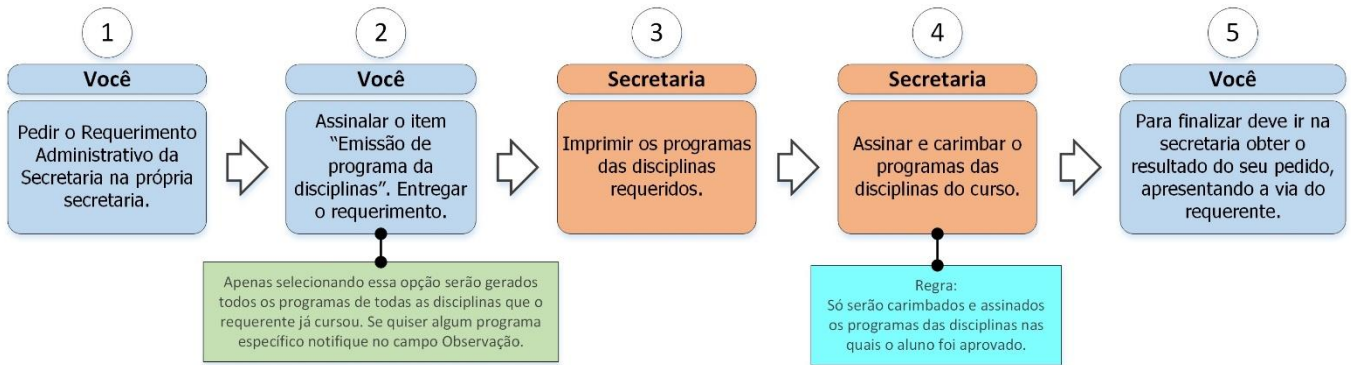 1
Você
Pedir o Requerimento
Administrativo da
Secretaria na própria
secretaria.
2
Você
Assinalar o item
“Emissão de
programa da
disciplinas”. Entregar
o requerimento.
Apenas selecionando essa opção serão gerados
todos os programas de todas as disciplinas que o
requerente já cursou. Se quiser algum programa
específico notifique no campo Observação.
3
Secretaria
Imprimir os programas
das disciplinas
requeridos.
4
Secretaria
Assinar e carimbar o
programas das
disciplinas do curso.
Regra:
Só serão carimbados e assinados
os programas das disciplinas nas
quais o aluno foi aprovado.
5
Você
Para finalizar deve ir na
secretaria obter o
resultado do seu pedido,
apresentando a via do
requerente.